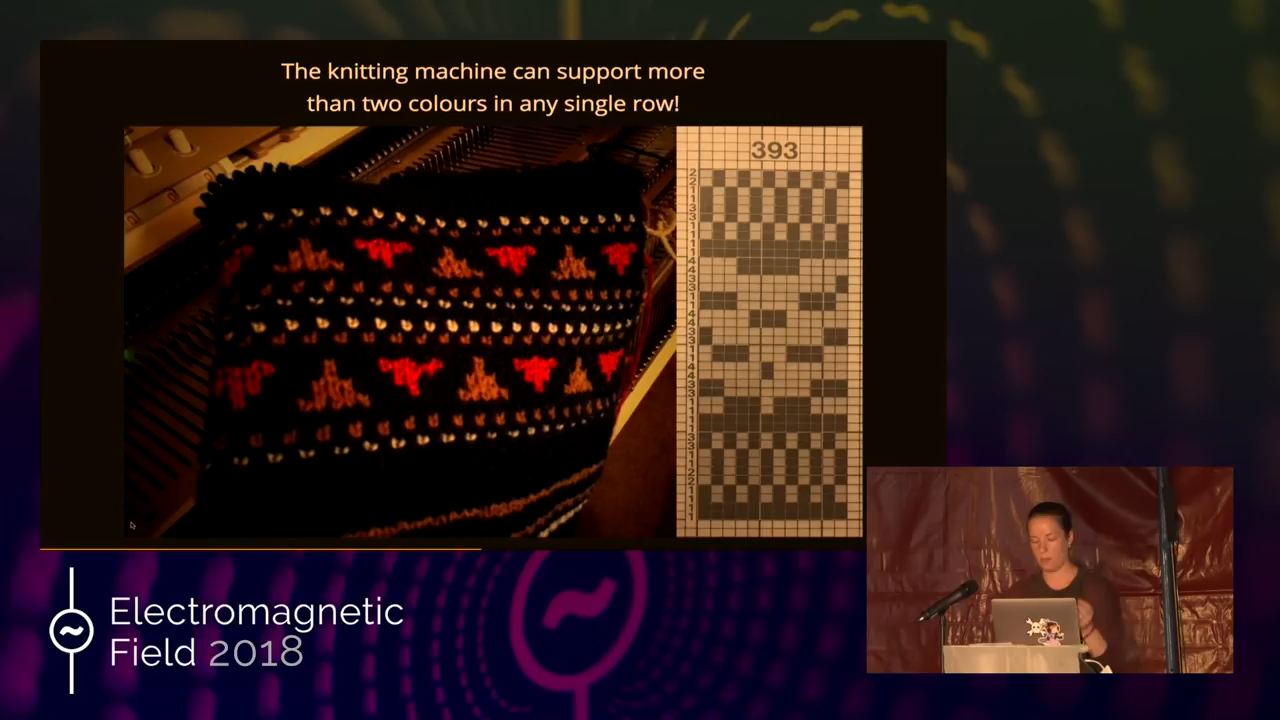 The knitting machine can support more
than two colours in any single row!
393
Electromagnetic
Field 2018